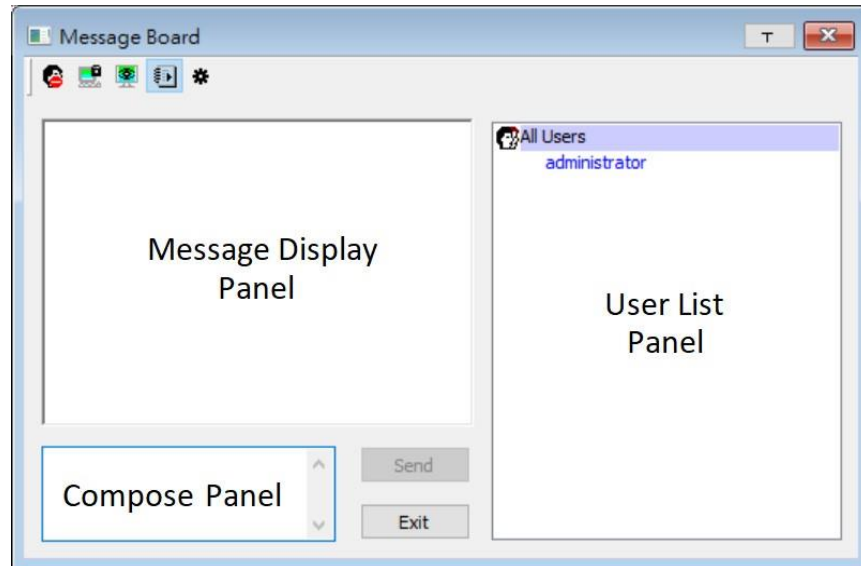 Message Board
T
All Users
administrator
Message Display
Panel
User List
Panel
Compose Panel
Send
Exit